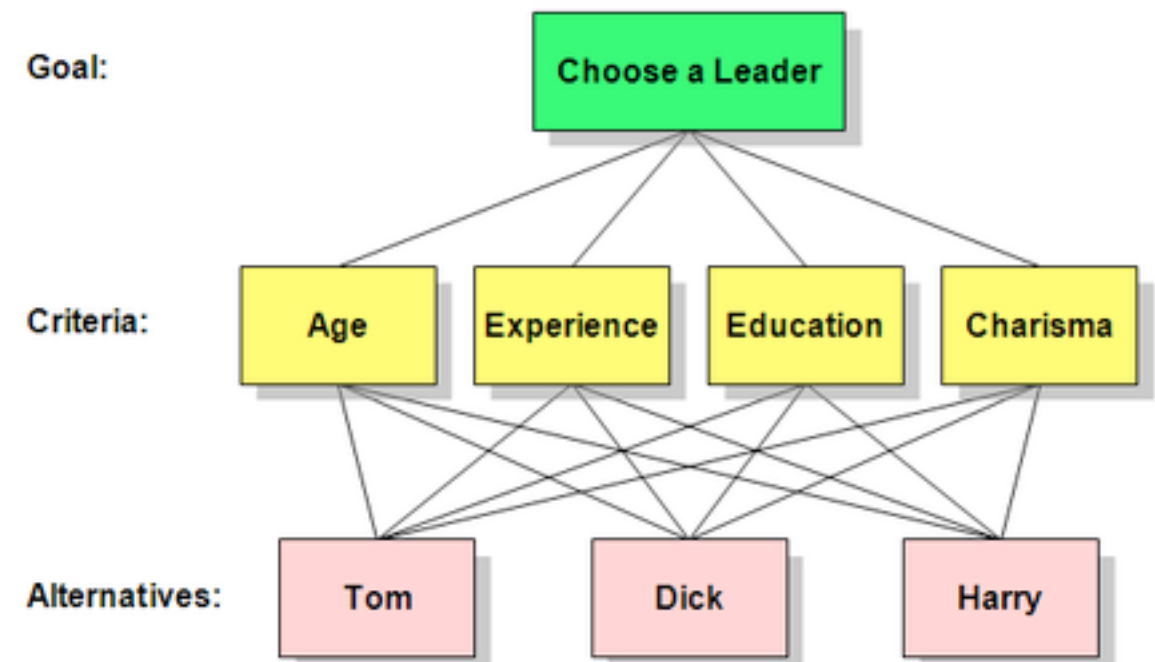 Goal:
Choose a Leader
Criteria:
Age
Experience
Education
Charisma
Alternatives:
Tom
Dick
Harry